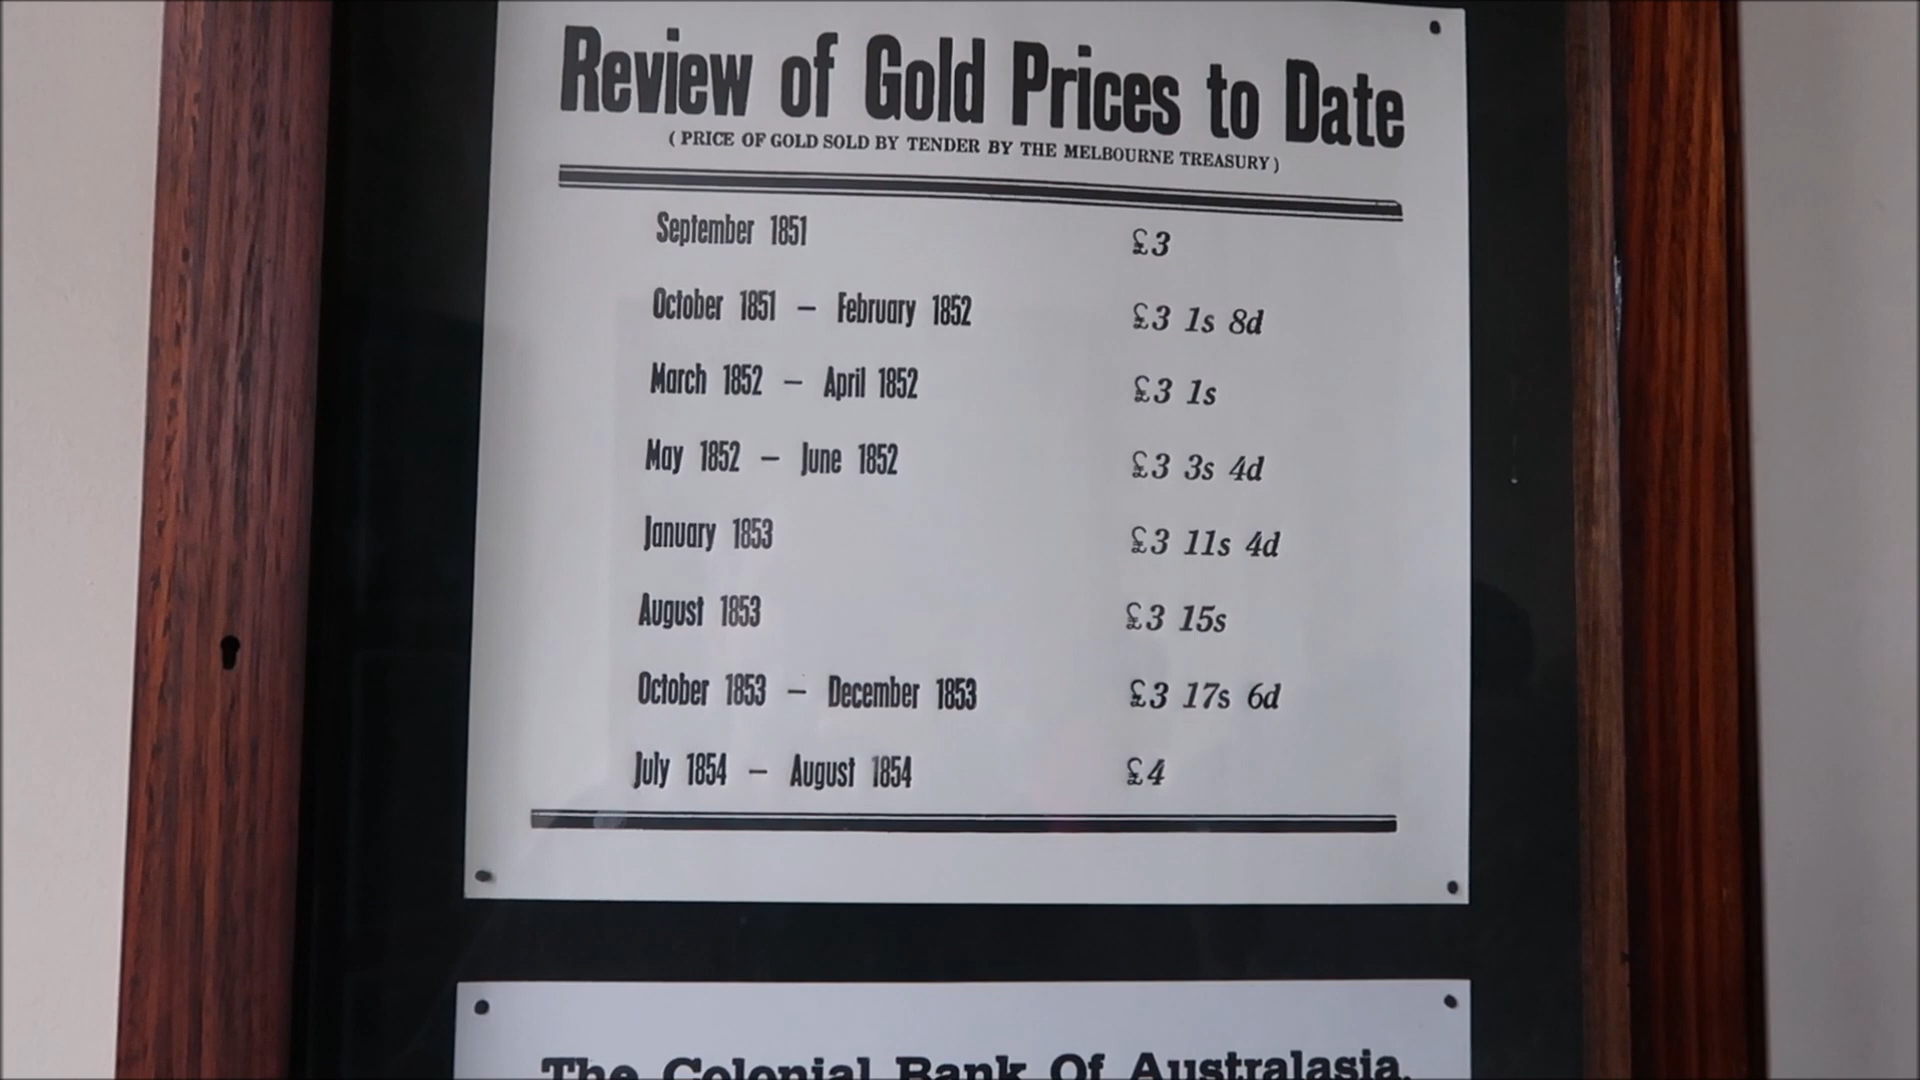 Review of Gold Prices to Date
( PRICE OF GOLD SOLD BY TENDER BY THE MELBOURNE TREASURY )
September 1851 £3
October 1851 – February 1852 £3 1s 8d
March 1852 – April 1852 £3 1s
May 1852 – June 1852 £3 3s 4d
January 1853 £3 11s 4d
August 1853 £3 15s
October 1853 – December 1853 £3 17s 6d
July 1854 – August 1854 £4
The Colonial Bank Of Australasia.